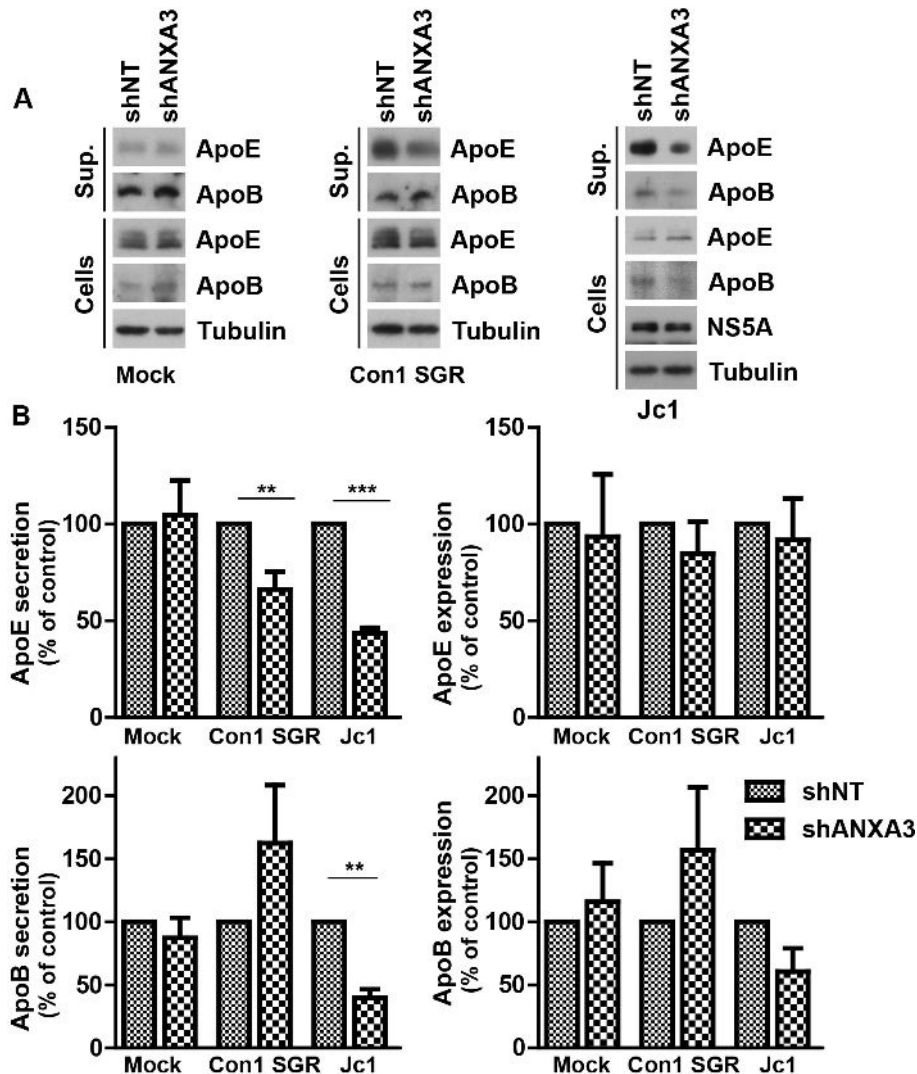 A
shNT shANXA3 shNT shANXA3 shNT shANXA3
Sup. ApoE
ApoB
Cells ApoE
ApoB
Tubulin
Mock
Sup. ApoE
ApoB
Cells ApoE
ApoB
Tubulin
Con1 SGR
Sup. ApoE
ApoB
Cells ApoE
ApoB
NS5A
Tubulin
Jc1
B
ApoE secretion
(% of control)
150
100
50
0
** ***
Mock Con1 SGR Jc1
ApoE expression
(% of control)
150
100
50
0
Mock Con1 SGR Jc1
ApoB secretion
(% of control)
200
150
100
50
0
**
Mock Con1 SGR Jc1
ApoB expression
(% of control)
200
150
100
50
0
Mock Con1 SGR Jc1
shNT
shANXA3